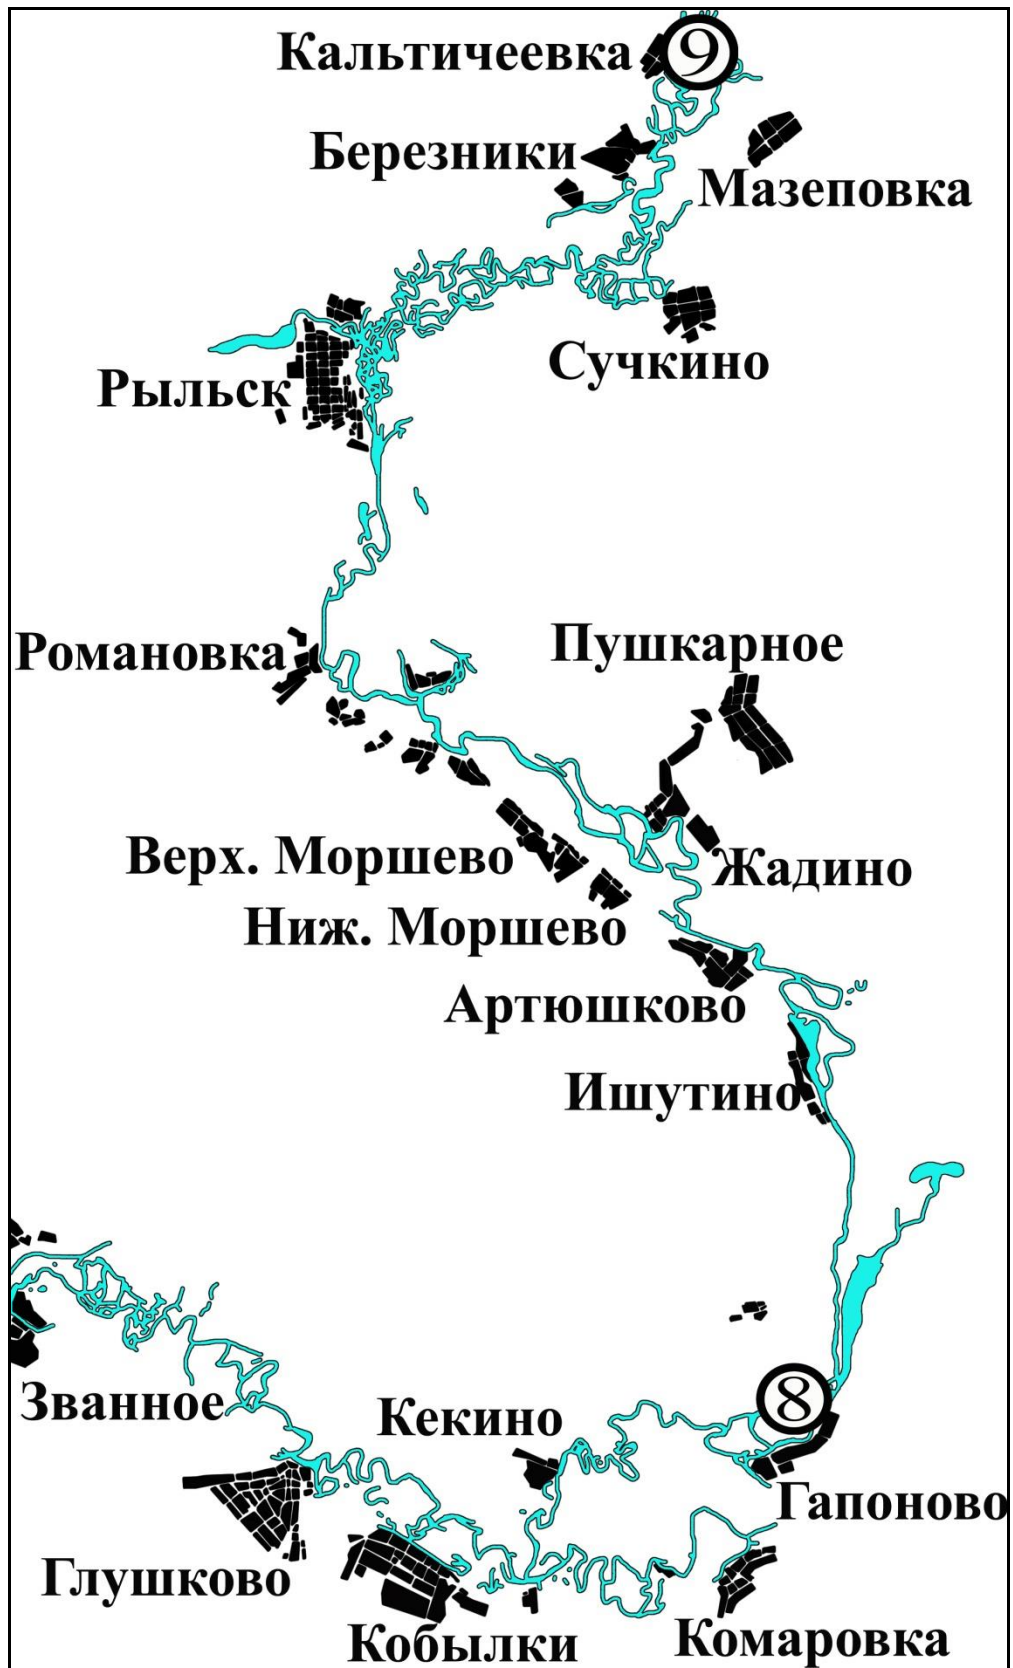 Кальтичеевка
9
Березники
Мазеповка
Сучкино
Рыльск
Романовка
Пушкарное
Верх. Моршево
Жадино
Ниж. Моршево
Артюшково
Ишутино
Званное
Кекино
8
Гапоново
Глушково
Кобылки
Комаровка